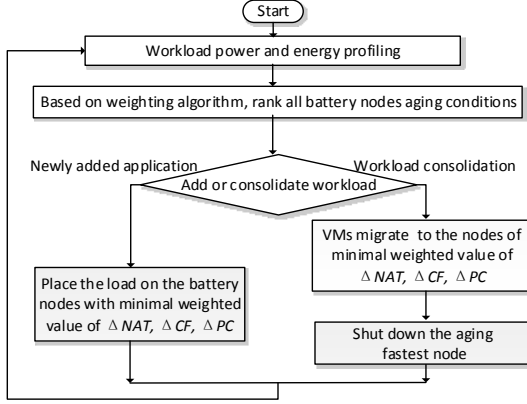 Start
Workload power and energy profiling
Based on weighting algorithm, rank all battery nodes aging conditions
Newly added application
Workload consolidation
Add or consolidate workload
VMs migrate to the nodes of
minimal weighted value of
Δ NAT, Δ CF, Δ PC
Place the load on the battery
nodes with minimal weighted
value of Δ NAT, Δ CF, Δ PC
Shut down the aging
fastest node